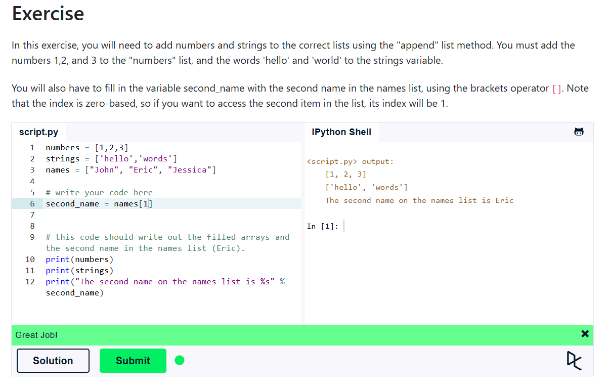 Exercise
In this exercise, you will need to add numbers and strings to the correct lists using the "append" list method. You must add the
numbers 1,2, and 3 to the "numbers" list, and the words 'hello' and 'world' to the strings variable.
You will also have to fill in the variable second_name with the second name in the names list, using the brackets operator []. Note
that the index is zero-based, so if you want to access the second item in the list, its index will be 1.
script.py
1 numbers = [1,2,3]
2 strings = ['hello','words']
3 names = ["John", "Eric", "Jessica"]
4
5 # write your code here
6 second_name = names[1]
7
8
9 # this code should write out the filled arrays and
the second name in the names list (Eric).
10 print(numbers)
11 print(strings)
12 print("The second name on the names list is %s" %
second_name)
IPython Shell
<script.py> output:
[1, 2, 3]
['hello', 'words']
The second name on the names list is Eric
In [1]:
Great Job!
Solution
Submit